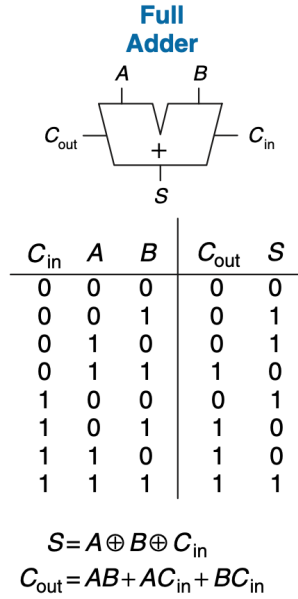 Full
Adder
A B
Cout Cin
+
S
Cin A B Cout S
0 0 0 0 0
0 0 1 0 1
0 1 0 0 1
0 1 1 1 0
1 0 0 0 1
1 0 1 1 0
1 1 0 1 0
1 1 1 1 1
S = A ⊕ B ⊕ Cin
Cout = AB + ACin + BCin